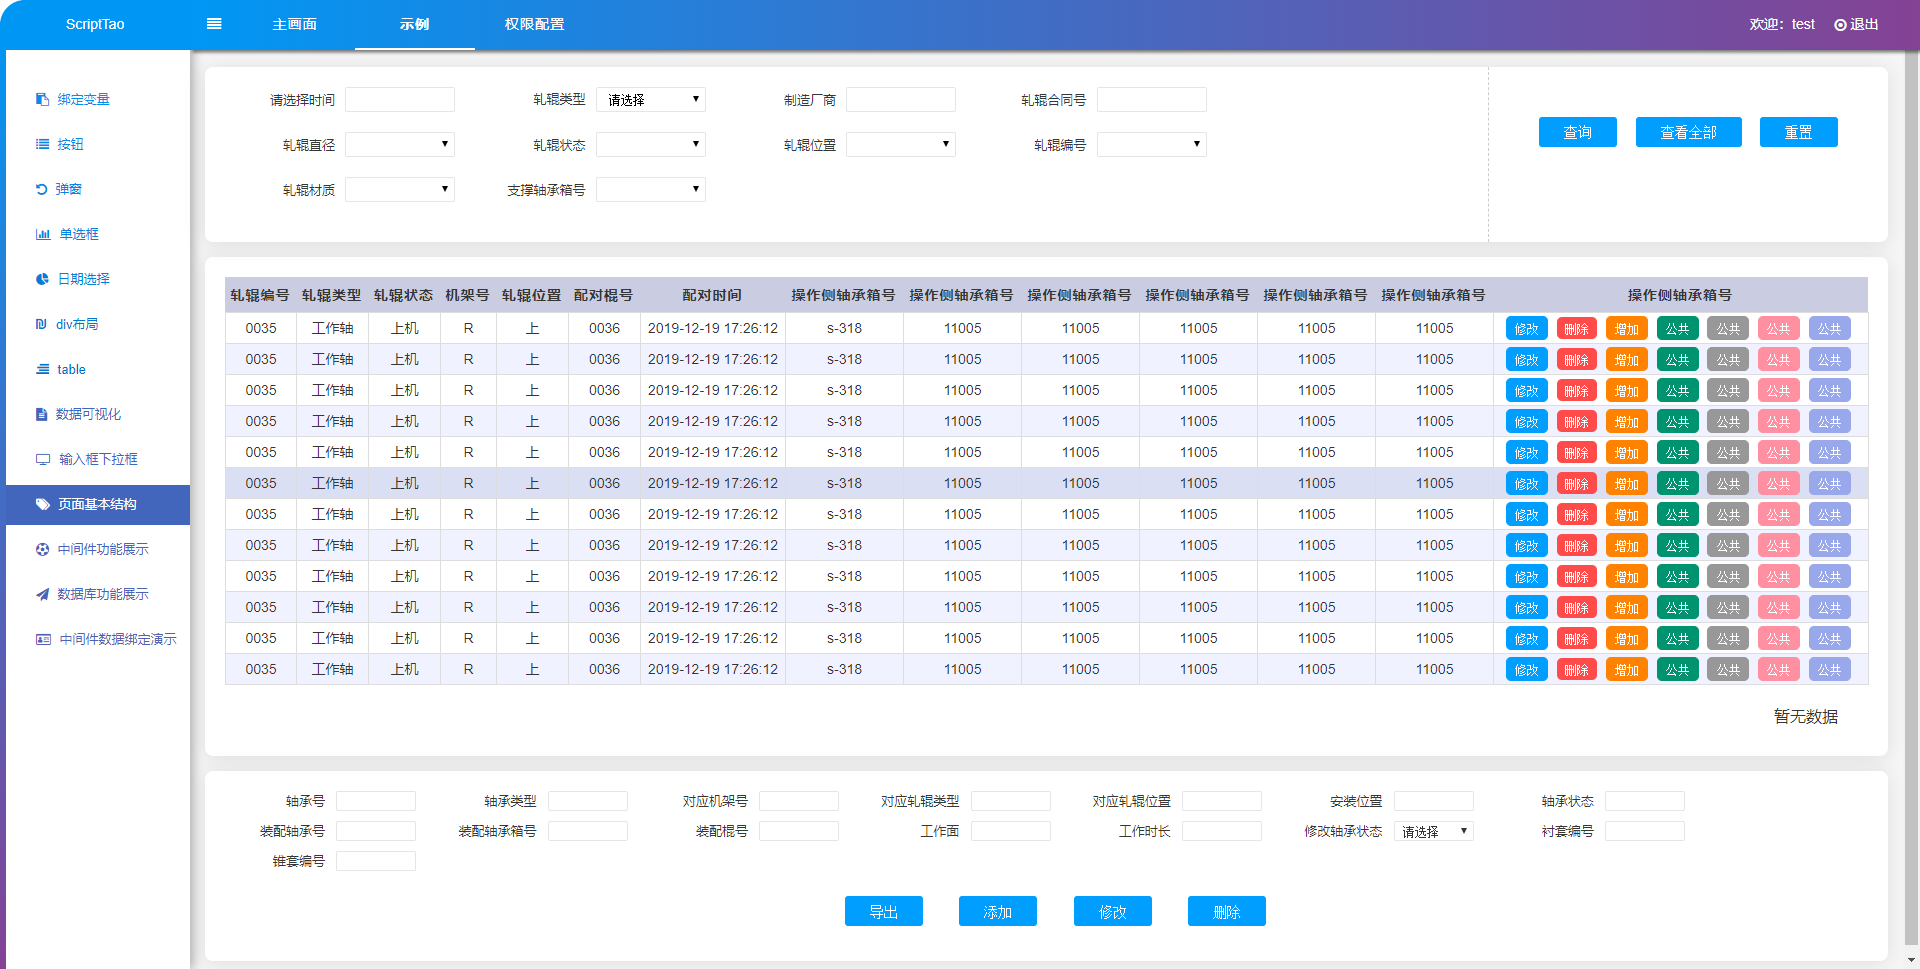 ScriptTao 主画面 示例 权限配置 欢迎：test 退出
绑定变量
按钮
弹窗
单选框
日期选择
div布局
table
数据可视化
输入框下拉框
页面基本结构
中间件功能展示
数据库功能展示
中间件数据绑定演示
请选择时间 轧辊类型 请选择 制造厂商 轧辊合同号
轧辊直径 轧辊状态 轧辊位置 轧辊编号
轧辊材质 支撑轴承箱号
查询 查看全部 重置
轧辊编号 轧辊类型 轧辊状态 机架号 轧辊位置 配对棍号 配对时间 操作侧轴承箱号 操作侧轴承箱号 操作侧轴承箱号 操作侧轴承箱号 操作侧轴承箱号 操作侧轴承箱号 操作侧轴承箱号
0035 工作轴 上机 R 上 0036 2019-12-19 17:26:12 s-318 11005 11005 11005 11005 11005 修改 删除 增加 公共 公共 公共 公共
0035 工作轴 上机 R 上 0036 2019-12-19 17:26:12 s-318 11005 11005 11005 11005 11005 修改 删除 增加 公共 公共 公共 公共
0035 工作轴 上机 R 上 0036 2019-12-19 17:26:12 s-318 11005 11005 11005 11005 11005 修改 删除 增加 公共 公共 公共 公共
0035 工作轴 上机 R 上 0036 2019-12-19 17:26:12 s-318 11005 11005 11005 11005 11005 修改 删除 增加 公共 公共 公共 公共
0035 工作轴 上机 R 上 0036 2019-12-19 17:26:12 s-318 11005 11005 11005 11005 11005 修改 删除 增加 公共 公共 公共 公共
0035 工作轴 上机 R 上 0036 2019-12-19 17:26:12 s-318 11005 11005 11005 11005 11005 修改 删除 增加 公共 公共 公共 公共
0035 工作轴 上机 R 上 0036 2019-12-19 17:26:12 s-318 11005 11005 11005 11005 11005 修改 删除 增加 公共 公共 公共 公共
0035 工作轴 上机 R 上 0036 2019-12-19 17:26:12 s-318 11005 11005 11005 11005 11005 修改 删除 增加 公共 公共 公共 公共
0035 工作轴 上机 R 上 0036 2019-12-19 17:26:12 s-318 11005 11005 11005 11005 11005 修改 删除 增加 公共 公共 公共 公共
0035 工作轴 上机 R 上 0036 2019-12-19 17:26:12 s-318 11005 11005 11005 11005 11005 修改 删除 增加 公共 公共 公共 公共
0035 工作轴 上机 R 上 0036 2019-12-19 17:26:12 s-318 11005 11005 11005 11005 11005 修改 删除 增加 公共 公共 公共 公共
0035 工作轴 上机 R 上 0036 2019-12-19 17:26:12 s-318 11005 11005 11005 11005 11005 修改 删除 增加 公共 公共 公共 公共
暂无数据
轴承号 轴承类型 对应机架号 对应轧辊类型 对应轧辊位置 安装位置 轴承状态
装配轴承号 装配轴承箱号 装配棍号 工作面 工作时长 修改轴承状态 请选择 衬套编号
锥套编号
导出 添加 修改 删除